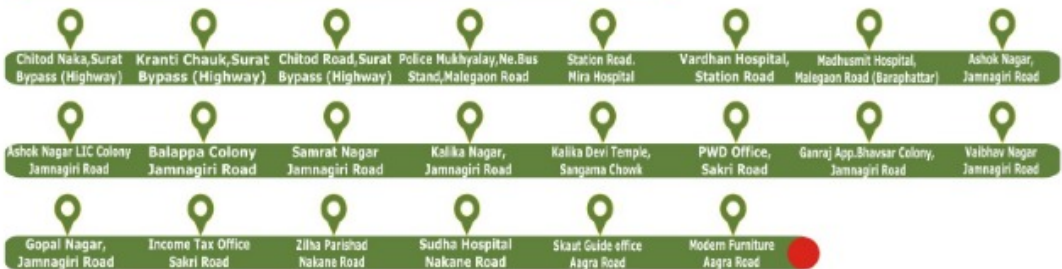 Chitod Naka,Surat Bypass (Highway)
Kranti Chauk,Surat Bypass (Highway)
Chitod Road,Surat Bypass (Highway)
Police Mukhyalay,Ne.Bus Stand,Malegaon Road
Station Road. Mira Hospital
Vardhan Hospital, Station Road
Madhusmit Hospital, Malegaon Road (Baraphattar)
Ashok Nagar, Jamnagiri Road
Ashok Nagar LIC Colony Jamnagiri Road
Balappa Colony Jamnagiri Road
Samrat Nagar Jamnagiri Road
Kalika Nagar, Jamnagiri Road
Kalika Devi Temple, Sangama Chowk
PWD Office, Sakri Road
Ganraj App.Bhavsar Colony, Jamnagiri Road
Vaibhav Nagar Jamnagiri Road
Gopal Nagar, Jamnagiri Road
Income Tax Office Sakri Road
Zilha Parishad Nakane Road
Sudha Hospital Nakane Road
Skaut Guide office Aagra Road
Modern Furniture Aagra Road